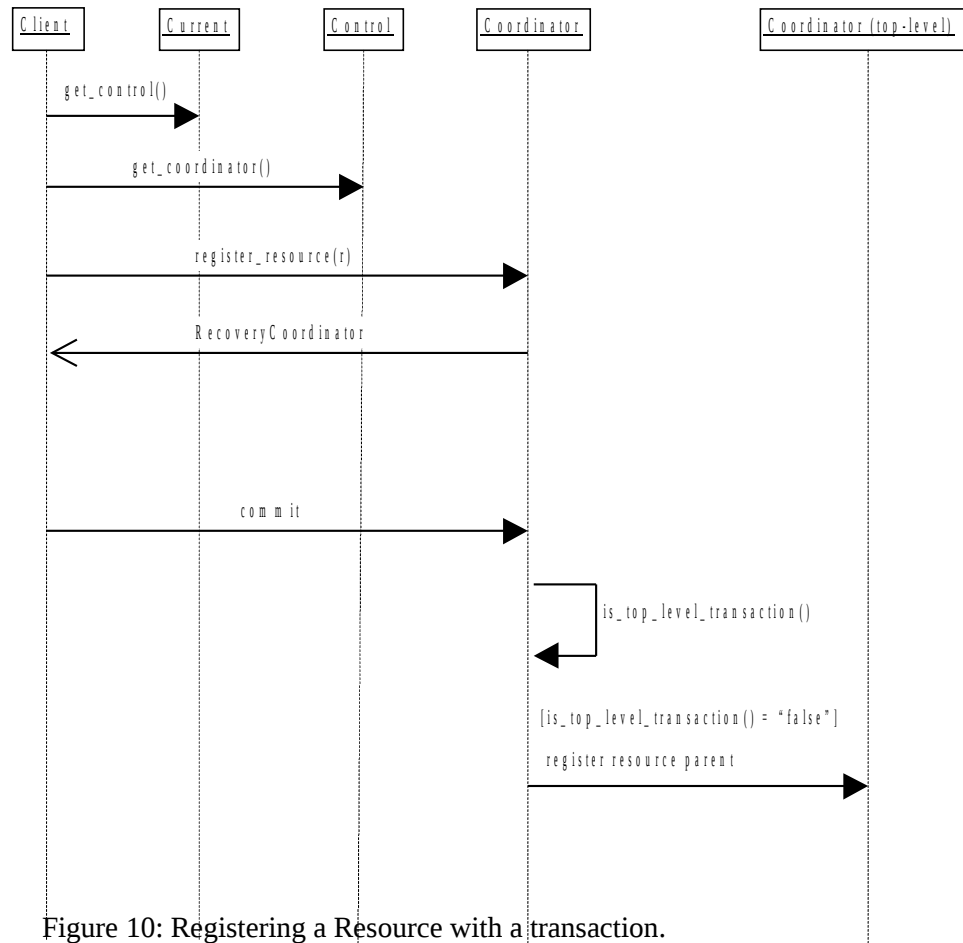 Client
Current
Control
Coordinator
Coordinator (top-level)
get_control()
get_coordinator()
register_resource(r)
RecoveryCoordinator
commit
is_top_level_transaction()
[is_top_level_transaction() = “false”]
register resource parent
Figure 10: Registering a Resource with a transaction.